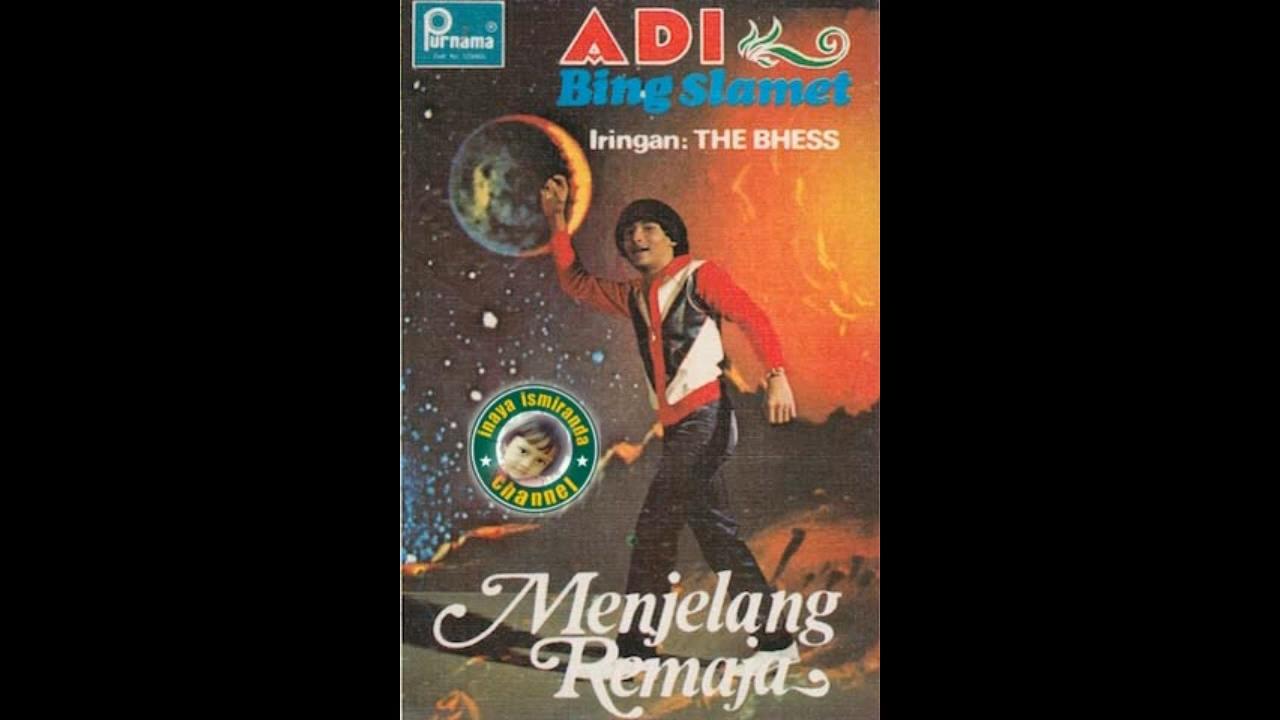 Purnama
®
ADI
Bing Slamet
Iringan: THE BHESS
inaya ismiranda
channel
Menjelang
Remaja